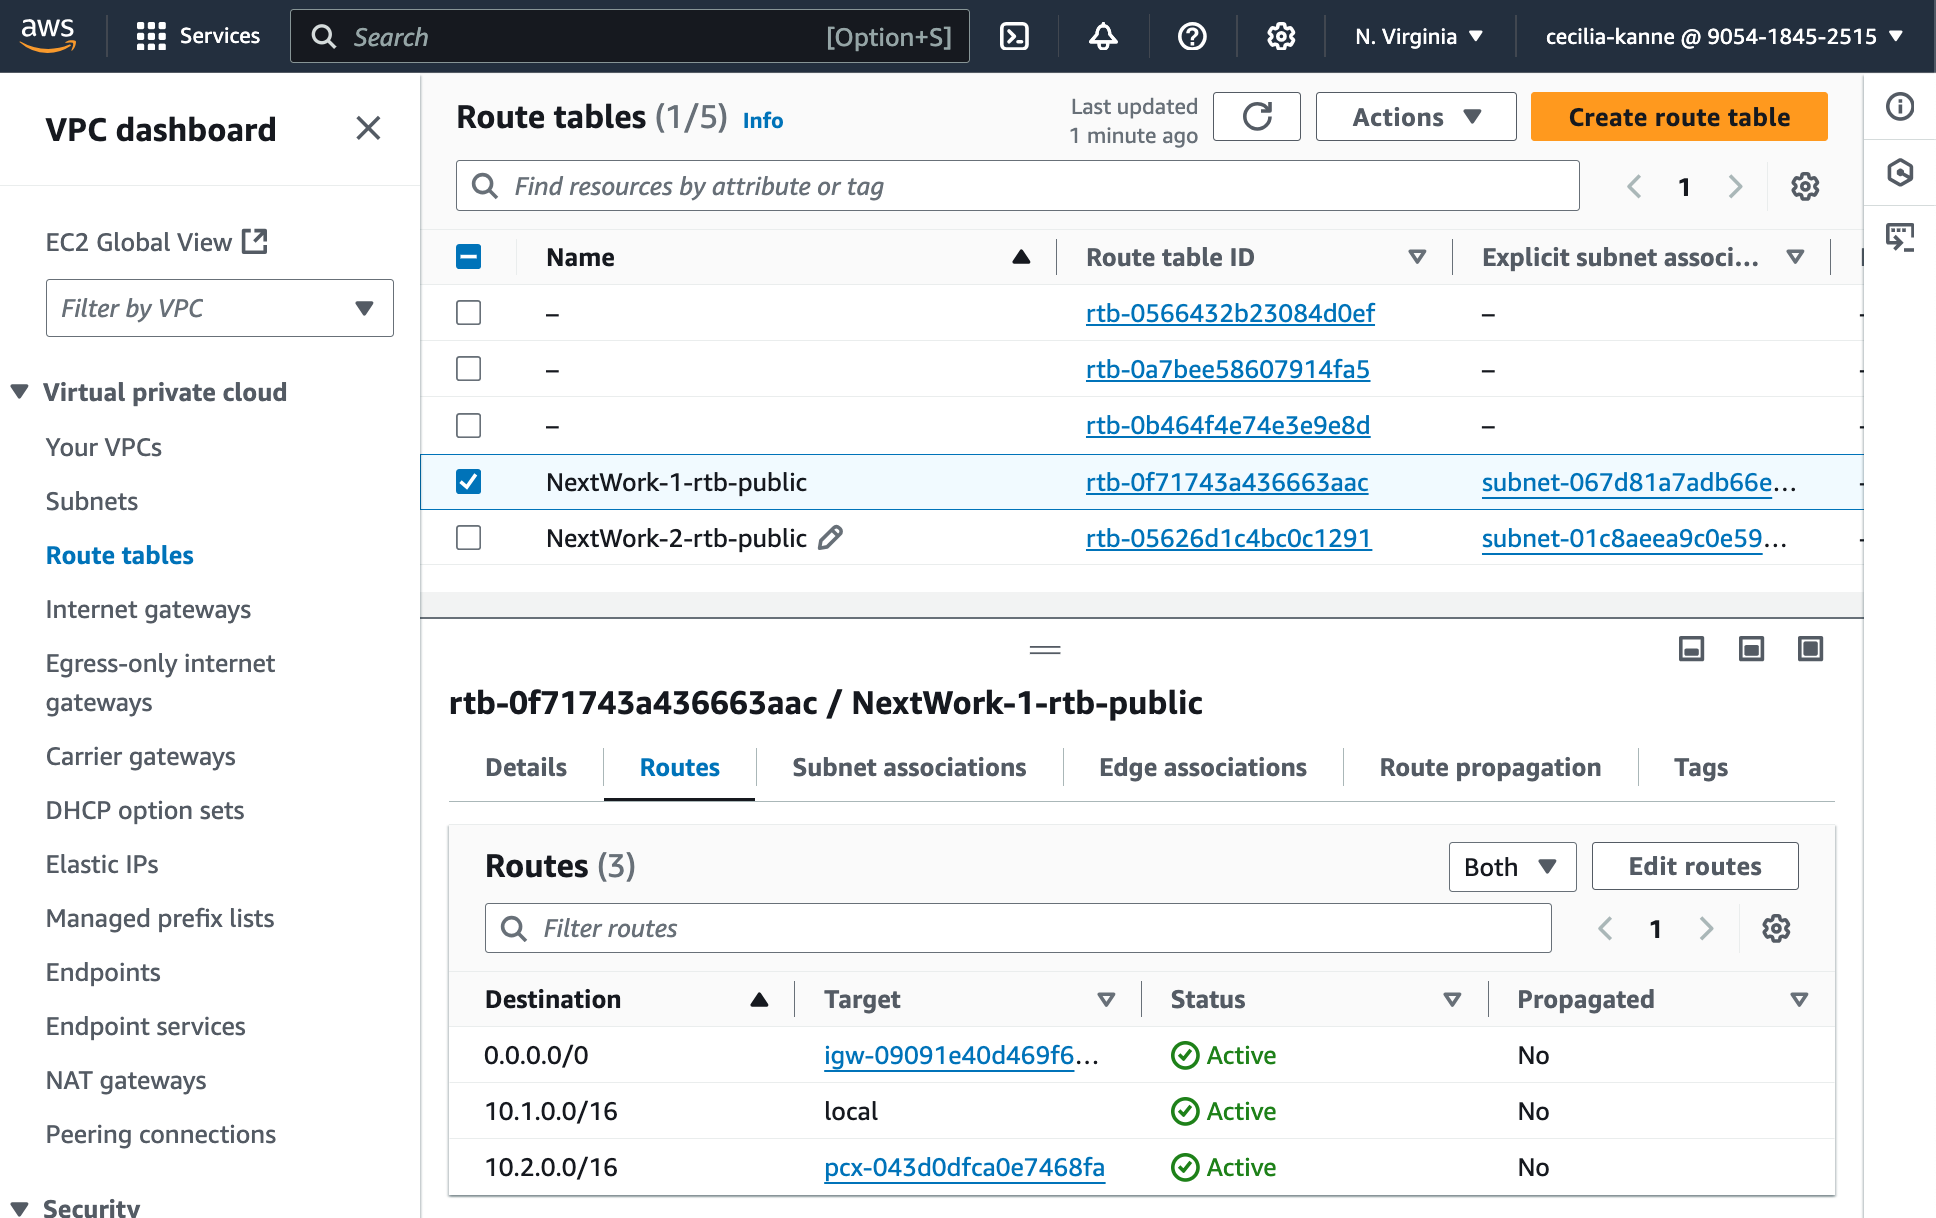 aws
Services
Search
[Option+S]
N. Virginia
cecilia-kanne @ 9054-1845-2515
VPC dashboard
EC2 Global View
Filter by VPC
Virtual private cloud
Your VPCs
Subnets
Route tables
Internet gateways
Egress-only internet
gateways
Carrier gateways
DHCP option sets
Elastic IPs
Managed prefix lists
Endpoints
Endpoint services
NAT gateways
Peering connections
Security
Route tables (1/5) Info
Last updated
1 minute ago
Actions
Create route table
Find resources by attribute or tag
1
Name Route table ID Explicit subnet associ...
– rtb-0566432b23084d0ef –
– rtb-0a7bee58607914fa5 –
– rtb-0b464f4e74e3e9e8d –
NextWork-1-rtb-public rtb-0f71743a436663aac subnet-067d81a7adb66e...
NextWork-2-rtb-public rtb-05626d1c4bc0c1291 subnet-01c8aeea9c0e59...
rtb-0f71743a436663aac / NextWork-1-rtb-public
Details Routes Subnet associations Edge associations Route propagation Tags
Routes (3)
Both
Edit routes
Filter routes
1
Destination Target Status Propagated
0.0.0.0/0 igw-09091e40d469f6... Active No
10.1.0.0/16 local Active No
10.2.0.0/16 pcx-043d0dfca0e7468fa Active No